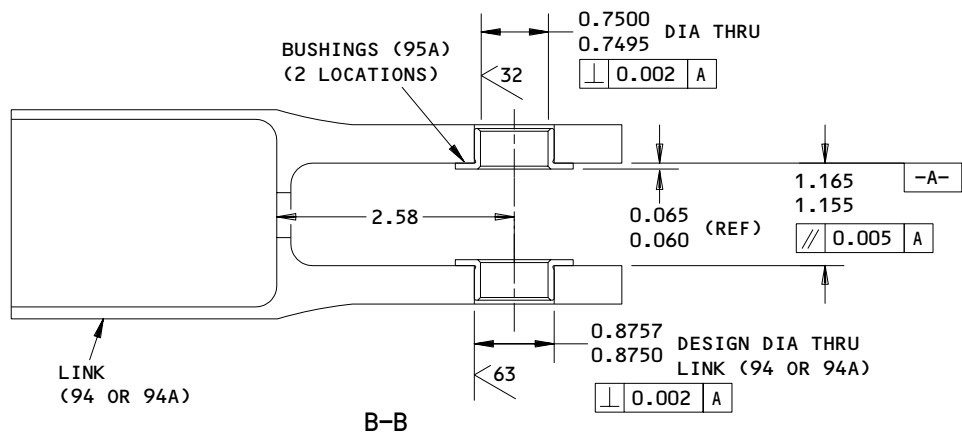 0.7500
0.7495 DIA THRU
⊥ 0.002 A
BUSHINGS (95A)
(2 LOCATIONS)
32
1.165
1.155
-A-
// 0.005 A
0.065
0.060 (REF)
2.58
0.8757
0.8750
DESIGN DIA THRU
LINK (94 OR 94A)
⊥ 0.002 A
63
LINK
(94 OR 94A)
B-B